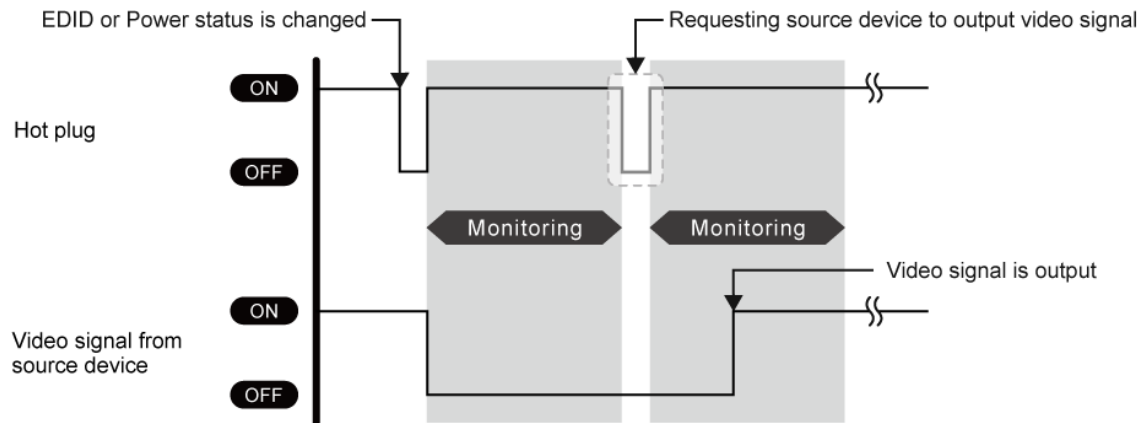 EDID or Power status is changed
Requesting source device to output video signal
ON
Hot plug
OFF
Monitoring
Monitoring
Video signal is output
ON
Video signal from
source device
OFF